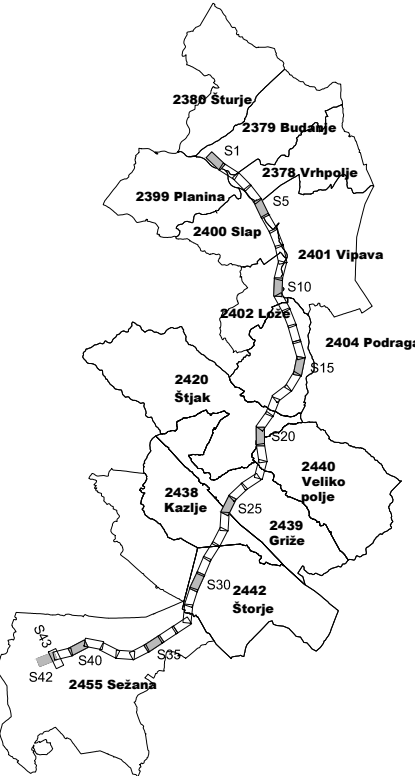 2380 Šturje
2379 Budanje
S1
2378 Vrhpolje
2399 Planina
S5
2400 Slap
2401 Vipava
S10
2402 Lože
2404 Podraga
S15
2420
Štjak
S20
2440
Veliko
polje
2438
Kazlje
S25
2439
Griže
S30
2442
Štorje
S43
S40
S35
S42
2455 Sežana